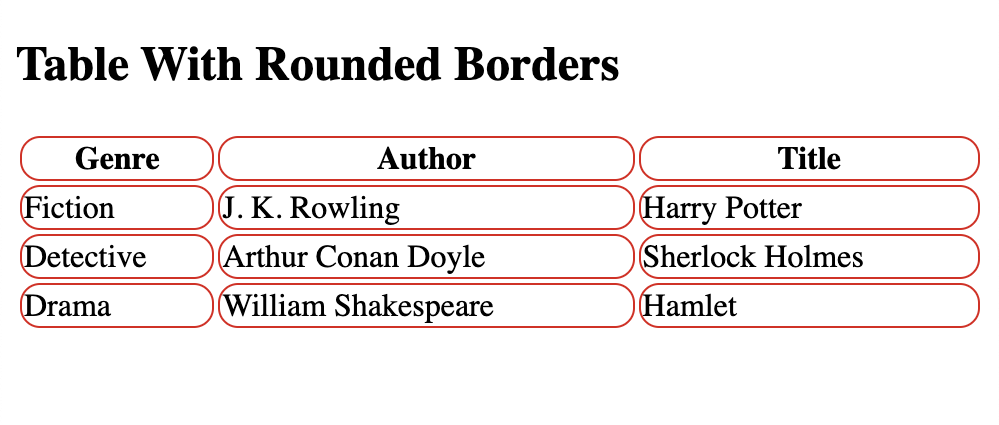 Table With Rounded Borders
Genre Author Title
Fiction J. K. Rowling Harry Potter
Detective Arthur Conan Doyle Sherlock Holmes
Drama William Shakespeare Hamlet